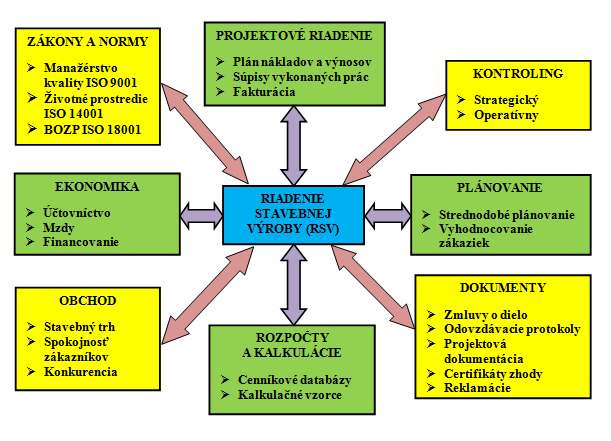 ZÁKONY A NORMY
➢ Manažérstvo
kvality ISO 9001
➢ Životné prostredie
ISO 14001
➢ BOZP ISO 18001
PROJEKTOVÉ RIADENIE
➢ Plán nákladov a výnosov
➢ Súpisy vykonaných prác
➢ Fakturácia
KONTROLING
➢ Strategický
➢ Operatívny
EKONOMIKA
➢ Účtovníctvo
➢ Mzdy
➢ Financovanie
RIADENIE
STAVEBNEJ
VÝROBY (RSV)
PLÁNOVANIE
➢ Strednodobé plánovanie
➢ Vyhodnocovanie
zákaziek
OBCHOD
➢ Stavebný trh
➢ Spokojnosť
zákazníkov
➢ Konkurencia
ROZPOČTY
A KALKULÁCIE
➢ Cenníkové databázy
➢ Kalkulačné vzorce
DOKUMENTY
➢ Zmluvy o dielo
➢ Odovzdávacie protokoly
➢ Projektová
dokumentácia
➢ Certifikáty zhody
➢ Reklamácie